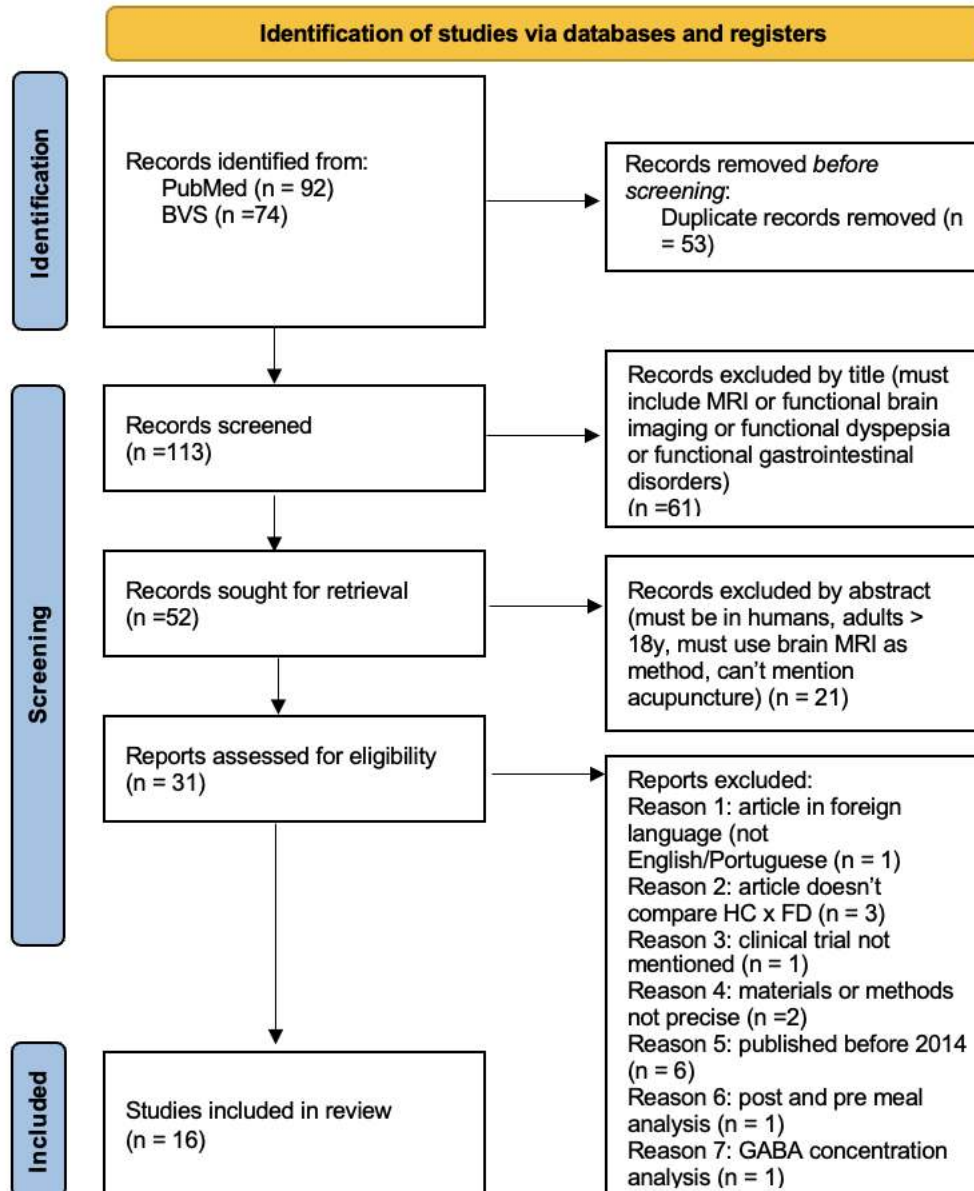 Identification of studies via databases and registers
Identification
Records identified from:
PubMed (n = 92)
BVS (n =74)
Records removed before
screening:
Duplicate records removed (n
= 53)
Screening
Records screened
(n =113)
Records excluded by title (must
include MRI or functional brain
imaging or functional dyspepsia
or functional gastrointestinal
disorders)
(n =61)
Records sought for retrieval
(n =52)
Records excluded by abstract
(must be in humans, adults >
18y, must use brain MRI as
method, can't mention
acupuncture) (n = 21)
Reports assessed for eligibility
(n = 31)
Reports excluded:
Reason 1: article in foreign
language (not
English/Portuguese (n = 1)
Reason 2: article doesn't
compare HC x FD (n = 3)
Reason 3: clinical trial not
mentioned (n = 1)
Reason 4: materials or methods
not precise (n =2)
Reason 5: published before 2014
(n = 6)
Reason 6: post and pre meal
analysis (n = 1)
Reason 7: GABA concentration
analysis (n = 1)
Included
Studies included in review
(n = 16)